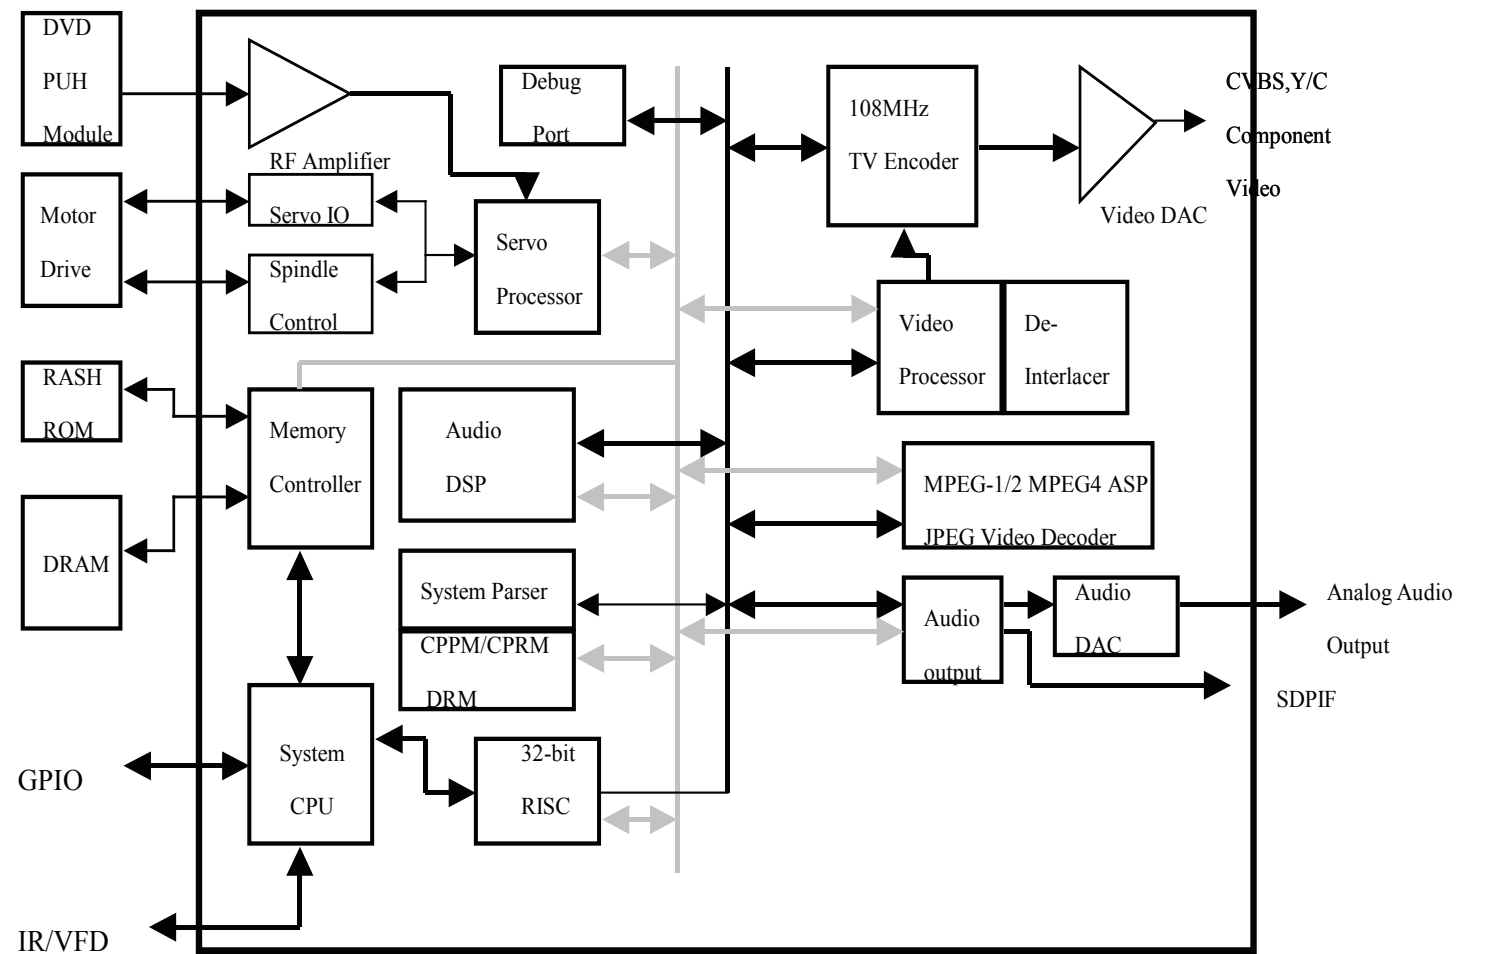 DVD
PUH
Module
RF Amplifier
Motor
Drive
Servo IO
Spindle
Control
Servo
Processor
Debug
Port
108MHz
TV Encoder
Video DAC
CVBS,Y/C
Component
Video
Video
Processor
De-
Interlacer
RASH
ROM
DRAM
Memory
Controller
Audio
DSP
MPEG-1/2 MPEG4 ASP
JPEG Video Decoder
System Parser
CPPM/CPRM
DRM
Audio
output
Audio
DAC
Analog Audio
Output
SDPIF
System
CPU
32-bit
RISC
GPIO
IR/VFD